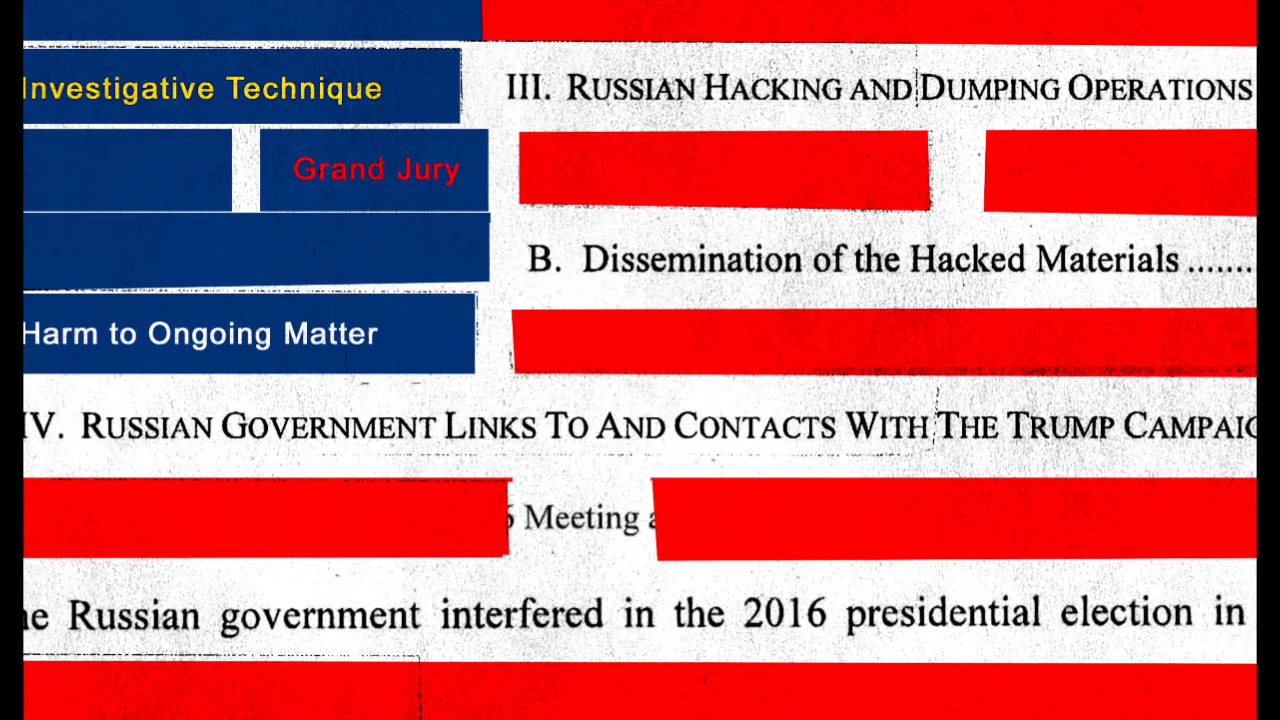 Investigative Technique
III. RUSSIAN HACKING AND DUMPING OPERATIONS
Grand Jury
B. Dissemination of the Hacked Materials .......
Harm to Ongoing Matter
IV. RUSSIAN GOVERNMENT LINKS TO AND CONTACTS WITH THE TRUMP
Meeting
Russian government interfered in the 2016 presidential election in